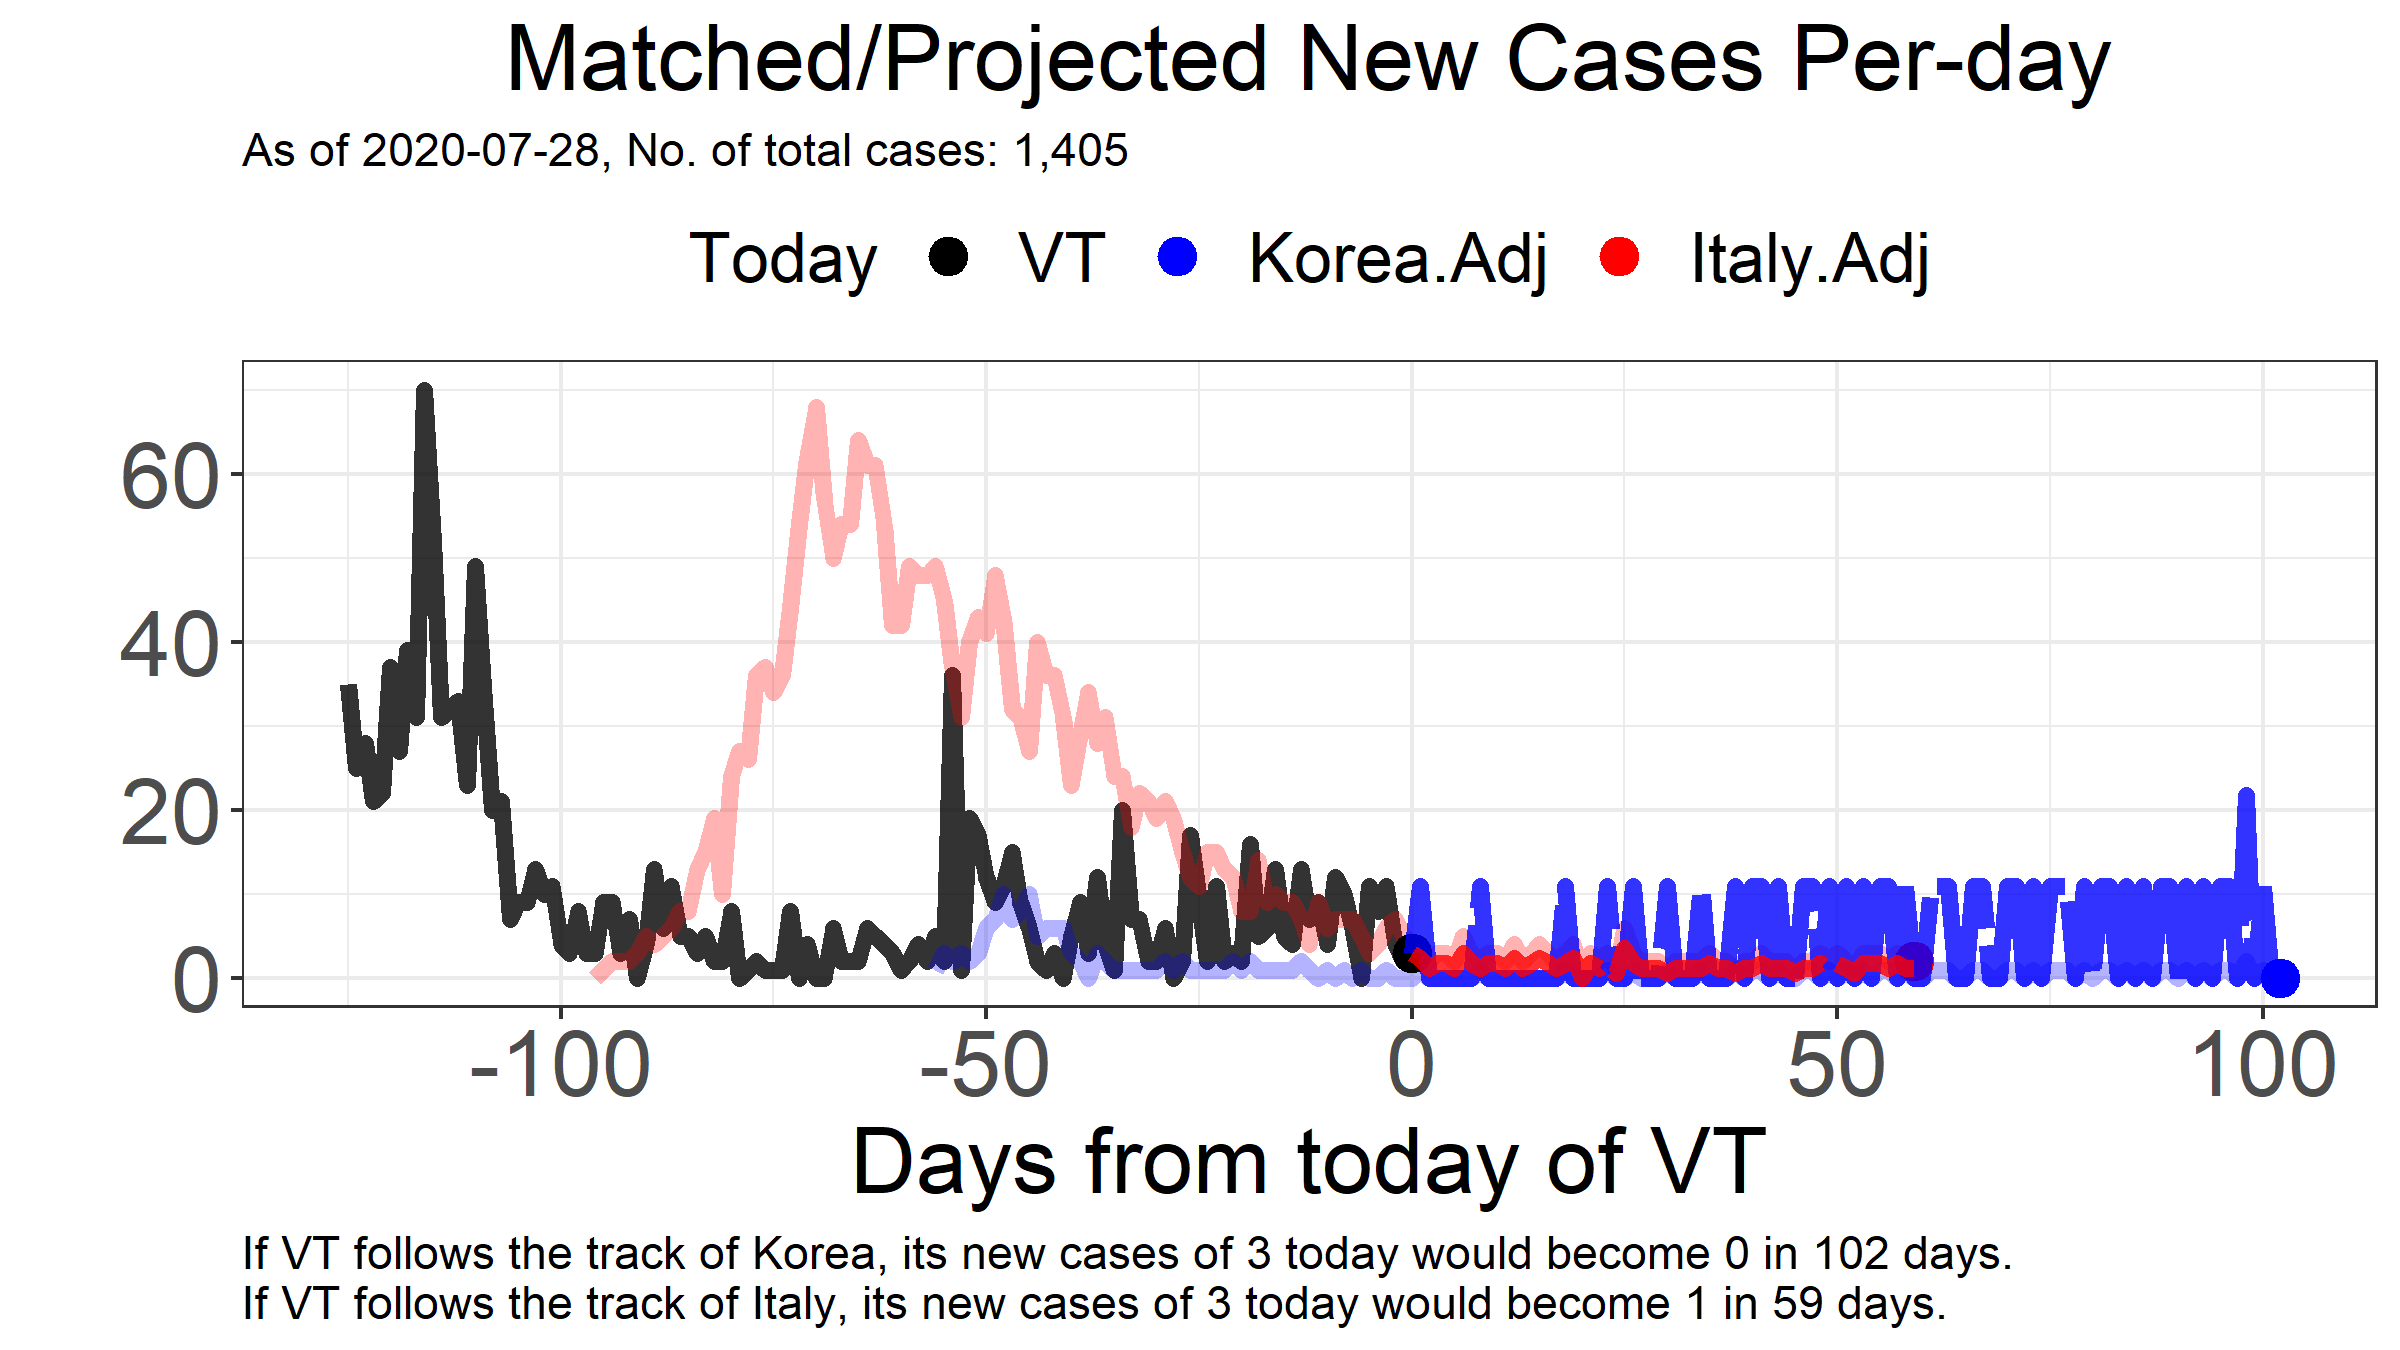 Matched/Projected New Cases Per-day
As of 2020-07-28, No. of total cases: 1,405
Today VT Korea.Adj Italy.Adj
60
40
20
0
-100 -50 0 50 100
Days from today of VT
If VT follows the track of Korea, its new cases of 3 today would become 0 in 102 days.
If VT follows the track of Italy, its new cases of 3 today would become 1 in 59 days.